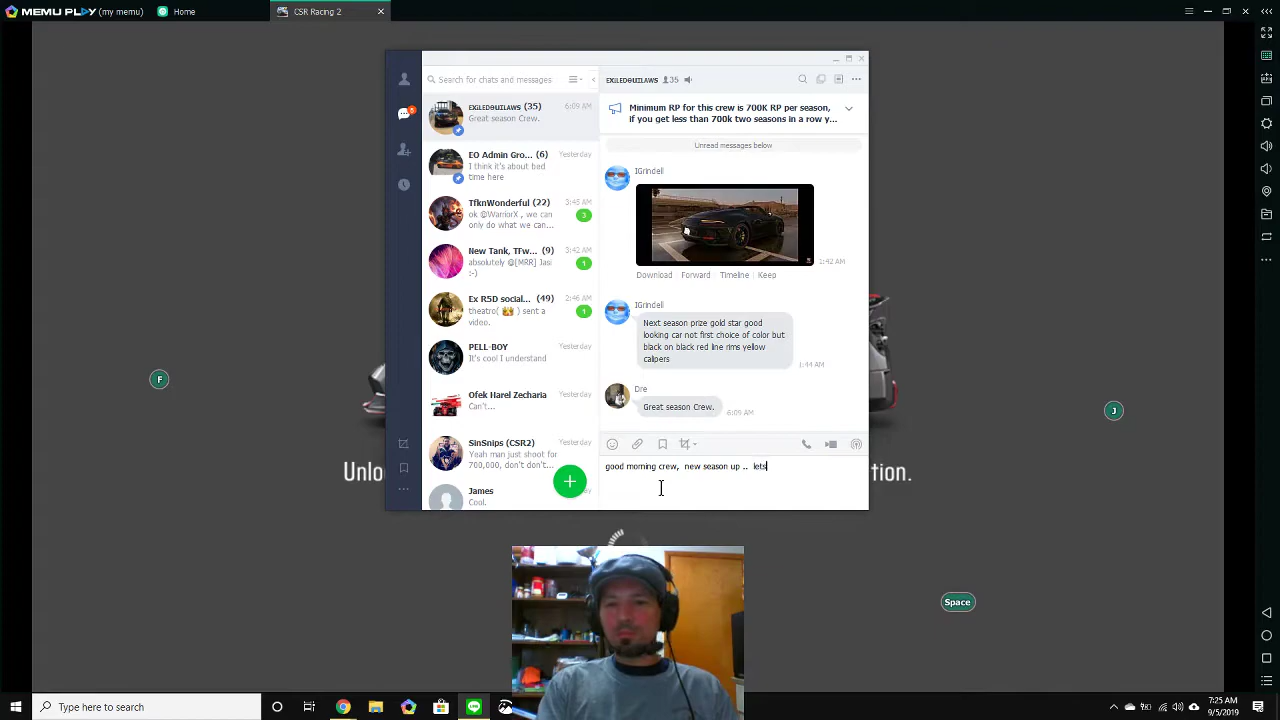 MEMU PLAY (my memu)
Home
CSR Racing 2
Search for chats and messages
EXILEDΘUTLAWS (35)
6:09 AM
Great season Crew.
EO Admin Gro... (6)
Yesterday
I think it's about bed
time here
TfknWonderful (22)
3:45 AM
ok @WarriorX , we can
only do what we can...
3
New Tank, TFw... (9)
3:42 AM
absolutely @[MRR] Jasi
:-)
1
Ex R5D social... (49)
2:46 AM
theatro( 👑 ) sent a
video.
1
PELL-BOY
Yesterday
It's cool I understand
Ofek Harel Zecharia
Yesterday
Can't...
SinSnips (CSR2)
Yesterday
Yeah man just shoot for
700,000, don't don't...
James
Yesterday
Cool.
EXILEDΘUTLAWS 35
Minimum RP for this crew is 700K RP per season,
if you get less than 700k two seasons in a row y...
Unread messages below
IGrindell
1:42 AM
Download | Forward | Timeline | Keep
IGrindell
Next season prize gold star good
looking car not first choice of color but
black on black red line rims yellow
calipers
1:44 AM
Dre
Great season Crew.
6:09 AM
good morning crew, new season up .. lets
F
J
Space
Unlo
tion.
Type here to search
7:25 AM
9/5/2019